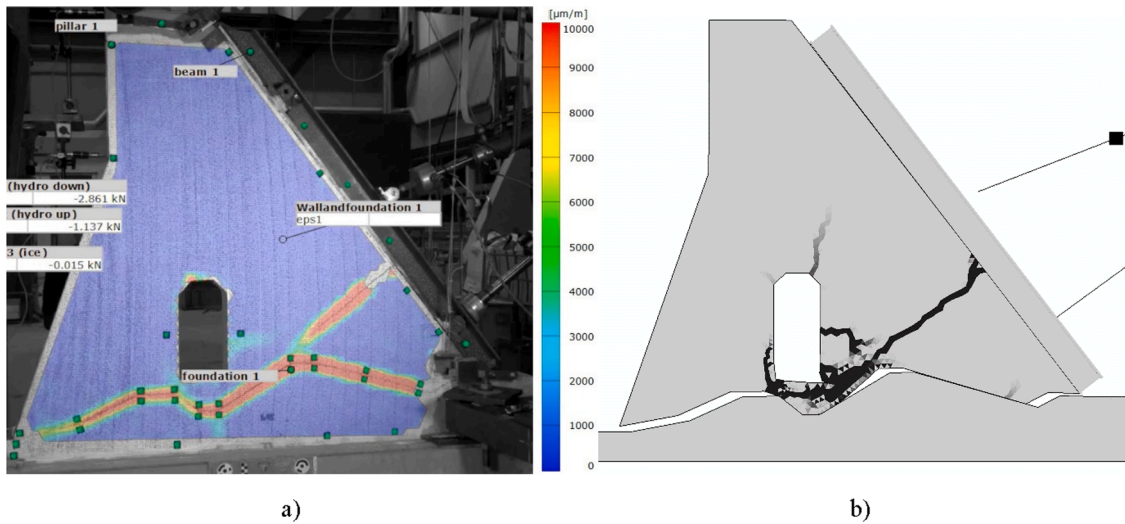 pillar 1
beam 1
(hydro down)
-2.861 kN
(hydro up)
-1.137 kN
3 (ice)
-0.015 kN
Wallandfoundation 1
eps1
foundation 1
[µm/m]
10000
9000
8000
7000
6000
5000
4000
3000
2000
1000
0
a)
b)